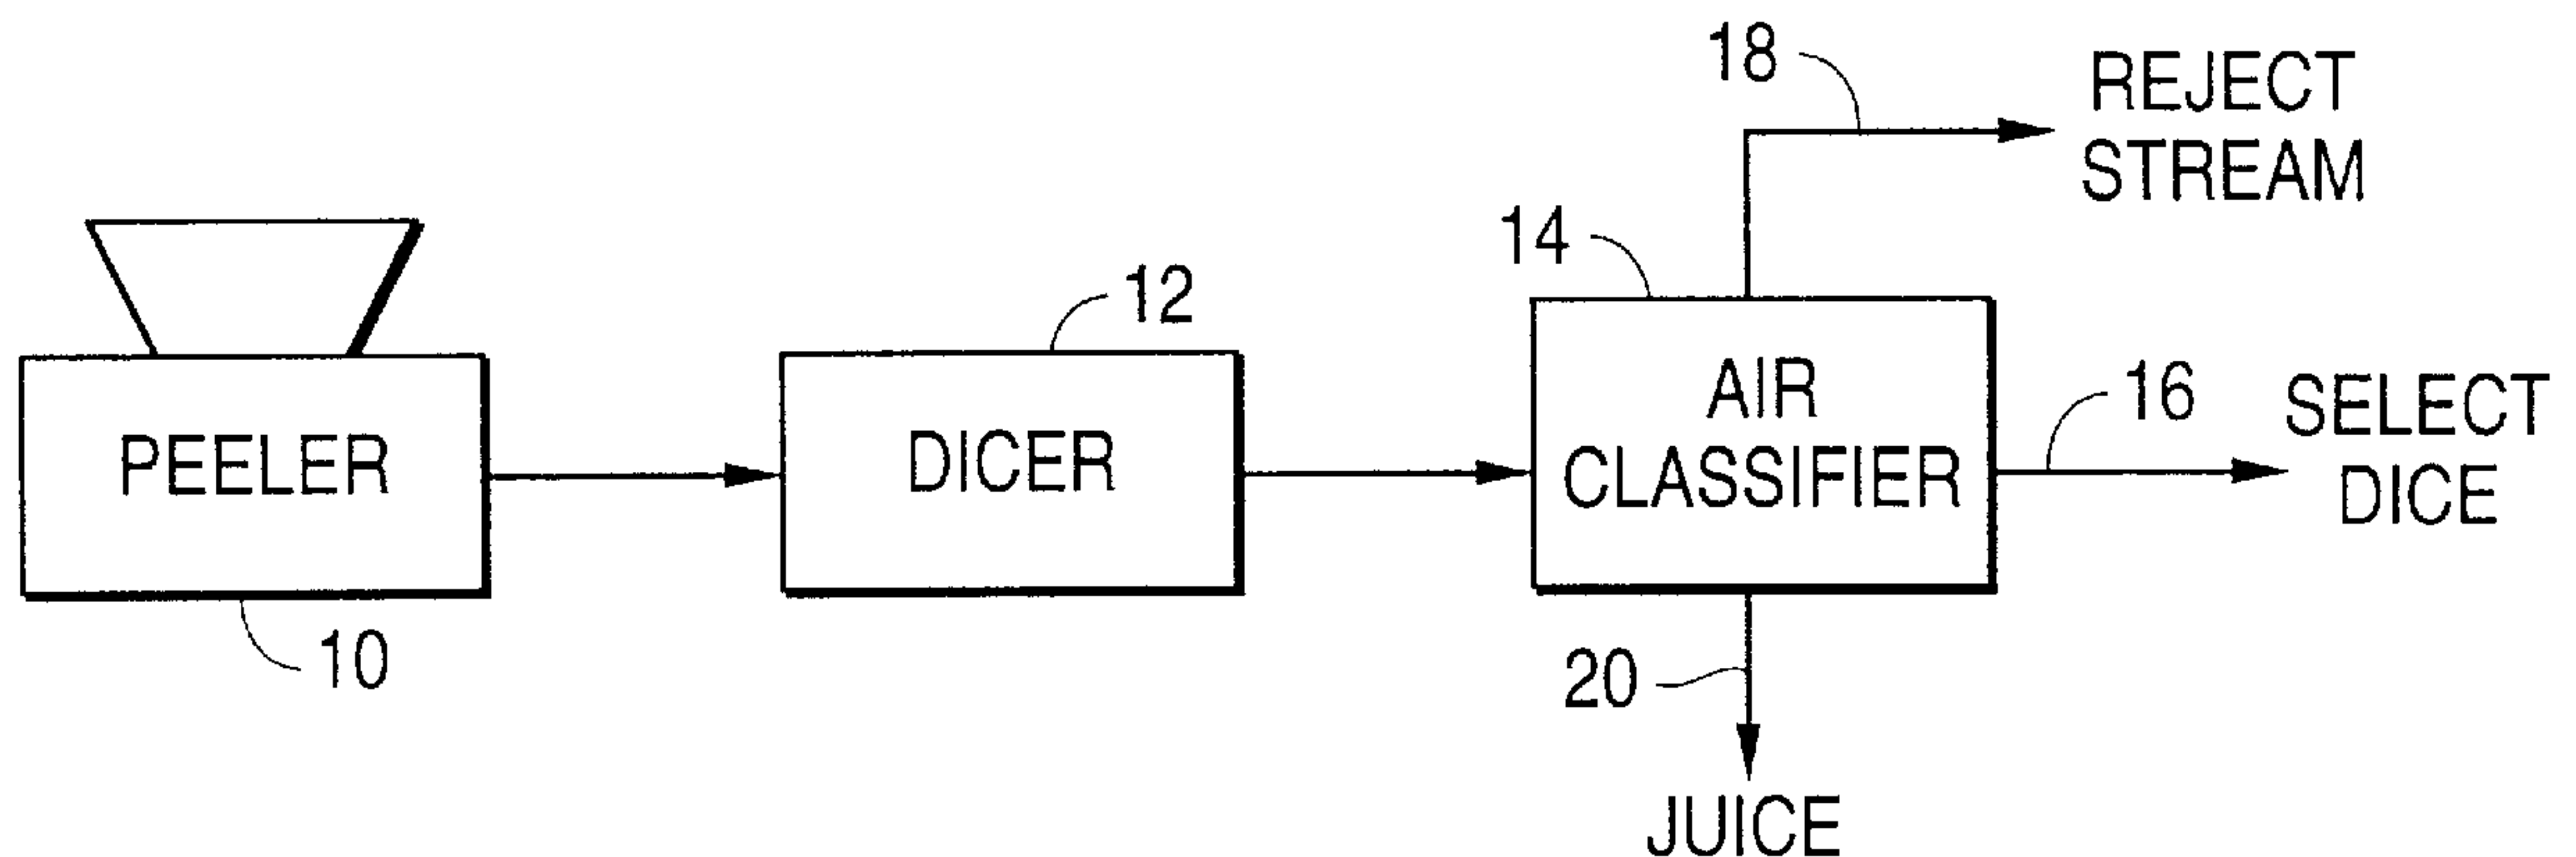 18
REJECT
STREAM
14
12
AIR
CLASSIFIER
16
SELECT
DICE
PEELER
DICER
10
20
JUICE